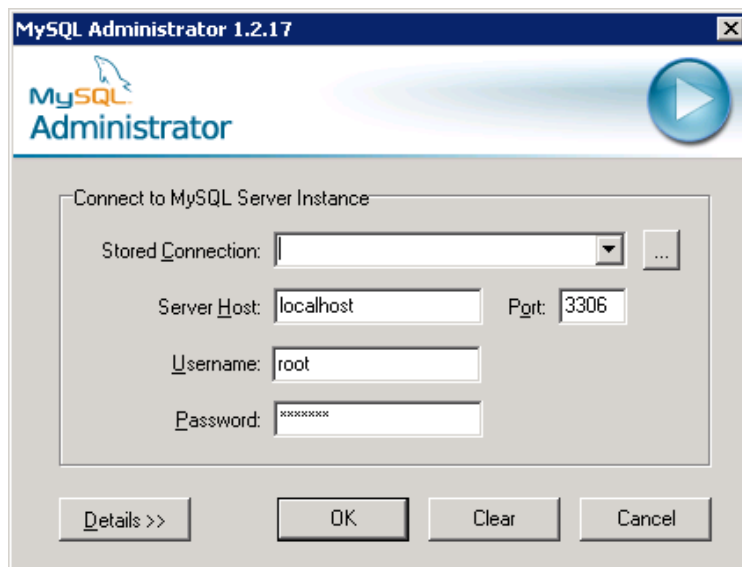 MySQL Administrator 1.2.17
MySQL
Administrator
Connect to MySQL Server Instance
Stored Connection:
...
Server Host: localhost Port: 3306
Username: root
Password: *******
Details >> OK Clear Cancel